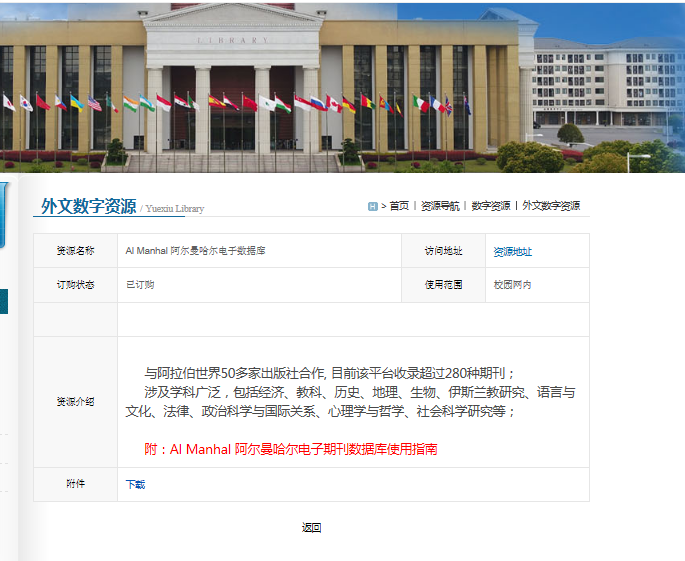 LIBRARY
外文数字资源 / Yuexiu Library
H > 首页 | 资源导航 | 数字资源 | 外文数字资源
资源名称 Al Manhal 阿尔曼哈尔电子数据库 访问地址 资源地址
订购状态 已订购 使用范围 校园网内
资源介绍
与阿拉伯世界50多家出版社合作, 目前该平台收录超过280种期刊；
涉及学科广泛，包括经济、教科、历史、地理、生物、伊斯兰教研究、语言与
文化、法律、政治科学与国际关系、心理学与哲学、社会科学研究等；
附：Al Manhal 阿尔曼哈尔电子期刊数据库使用指南
附件 下载
返回